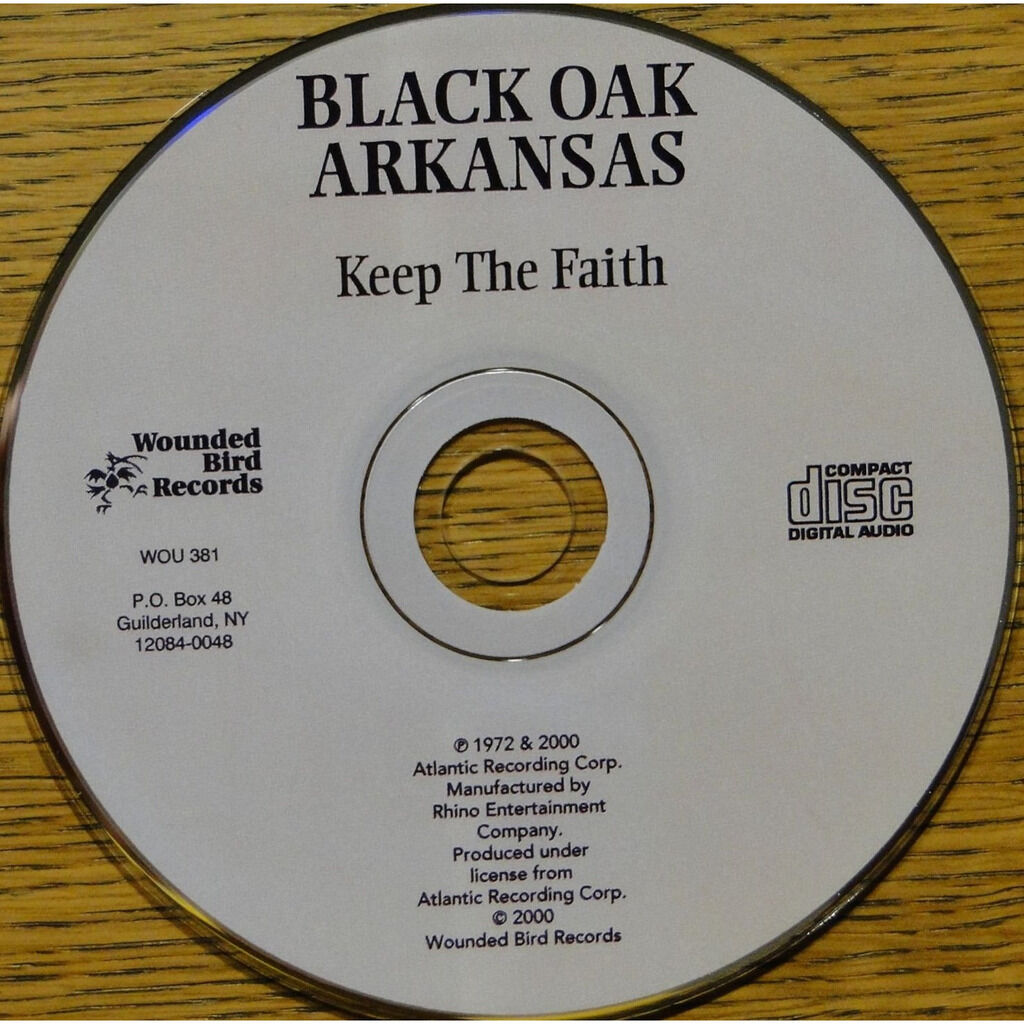 BLACK OAK
ARKANSAS
Keep The Faith
Wounded
Bird
Records
WOU 381
P.O. Box 48
Guilderland, NY
12084-0048
COMPACT
disc
DIGITAL AUDIO
℗ 1972 & 2000
Atlantic Recording Corp.
Manufactured by
Rhino Entertainment
Company.
Produced under
license from
Atlantic Recording Corp.
© 2000
Wounded Bird Records